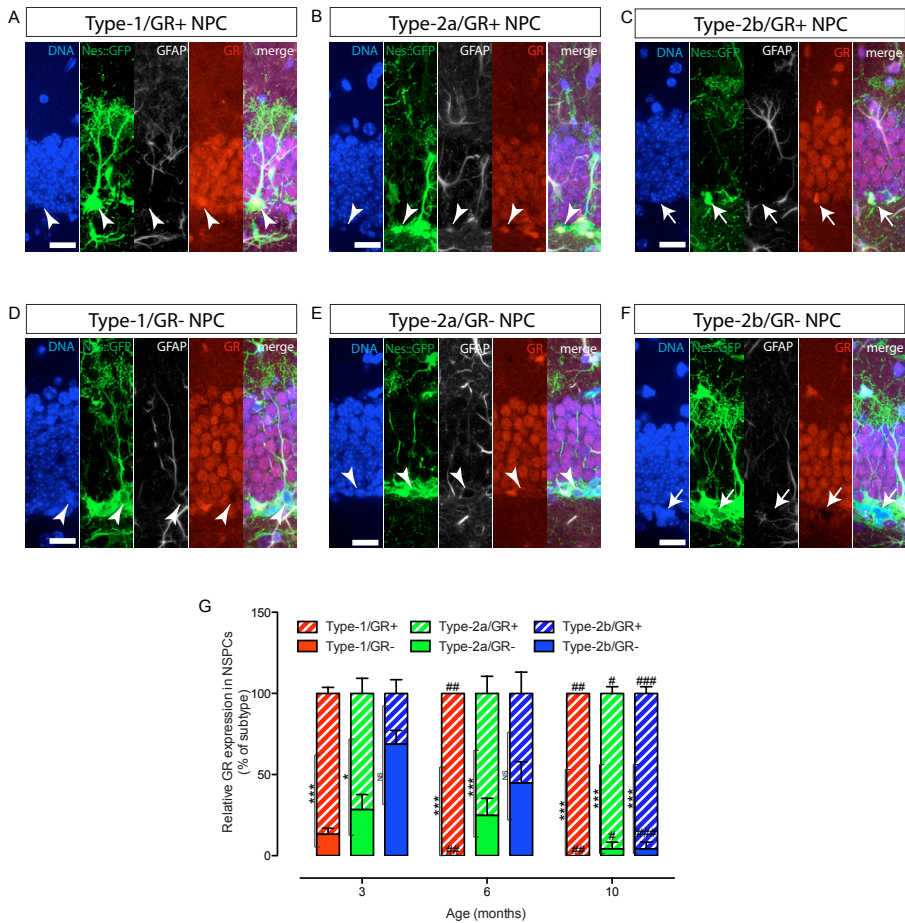 A Type-1/GR+ NPC
DNA Nes::GFP GFAP GR merge
B Type-2a/GR+ NPC
DNA Nes::GFP GFAP GR merge
C Type-2b/GR+ NPC
DNA Nes::GFP GFAP GR merge
D Type-1/GR- NPC
DNA Nes::GFP GFAP GR merge
E Type-2a/GR- NPC
DNA Nes::GFP GFAP GR merge
F Type-2b/GR- NPC
DNA Nes::GFP GFAP GR merge
G
Relative GR expression in NSPCs
(% of subtype)
150
100
50
0
Type-1/GR+ Type-2a/GR+ Type-2b/GR+
Type-1/GR- Type-2a/GR- Type-2b/GR-
## ## # ###
*** * NS *** *** NS *** *** ***
## ## # ###
3 6 10
Age (months)